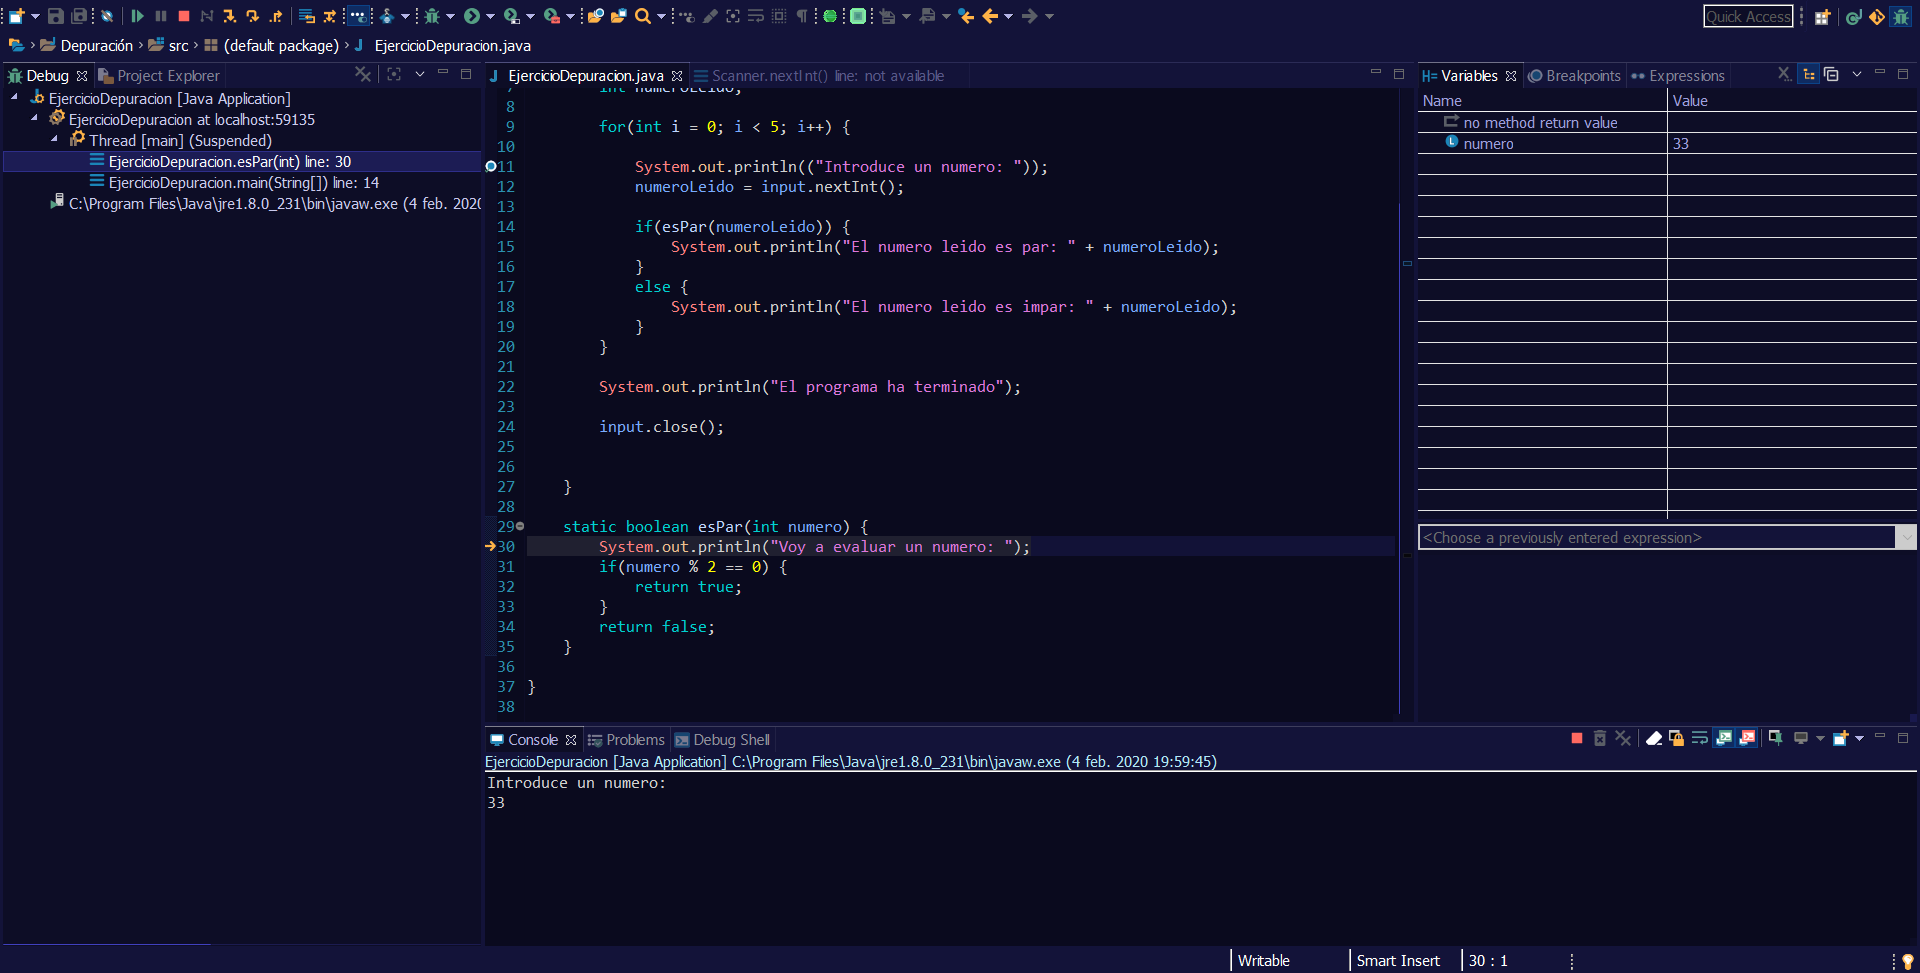 Quick Access
Depuración › src › (default package) › EjercicioDepuracion.java
Debug Project Explorer
EjercicioDepuracion [Java Application]
EjercicioDepuracion at localhost:59135
Thread [main] (Suspended)
EjercicioDepuracion.esPar(int) line: 30
EjercicioDepuracion.main(String[]) line: 14
C:\Program Files\Java\jre1.8.0_231\bin\javaw.exe (4 feb. 2020
EjercicioDepuracion.java Scanner.nextInt() line: not available
7 int numeroLeido;
8
9 for(int i = 0; i < 5; i++) {
10
11 System.out.println(("Introduce un numero: "));
12 numeroLeido = input.nextInt();
13
14 if(esPar(numeroLeido)) {
15 System.out.println("El numero leido es par: " + numeroLeido);
16 }
17 else {
18 System.out.println("El numero leido es impar: " + numeroLeido);
19 }
20 }
21
22 System.out.println("El programa ha terminado");
23
24 input.close();
25
26
27 }
28
29 static boolean esPar(int numero) {
30 System.out.println("Voy a evaluar un numero: ");
31 if(numero % 2 == 0) {
32 return true;
33 }
34 return false;
35 }
36
37 }
38
Variables Breakpoints Expressions
Name Value
no method return value
numero 33
<Choose a previously entered expression>
Console Problems Debug Shell
EjercicioDepuracion [Java Application] C:\Program Files\Java\jre1.8.0_231\bin\javaw.exe (4 feb. 2020 19:59:45)
Introduce un numero:
33
Writable Smart Insert 30 : 1